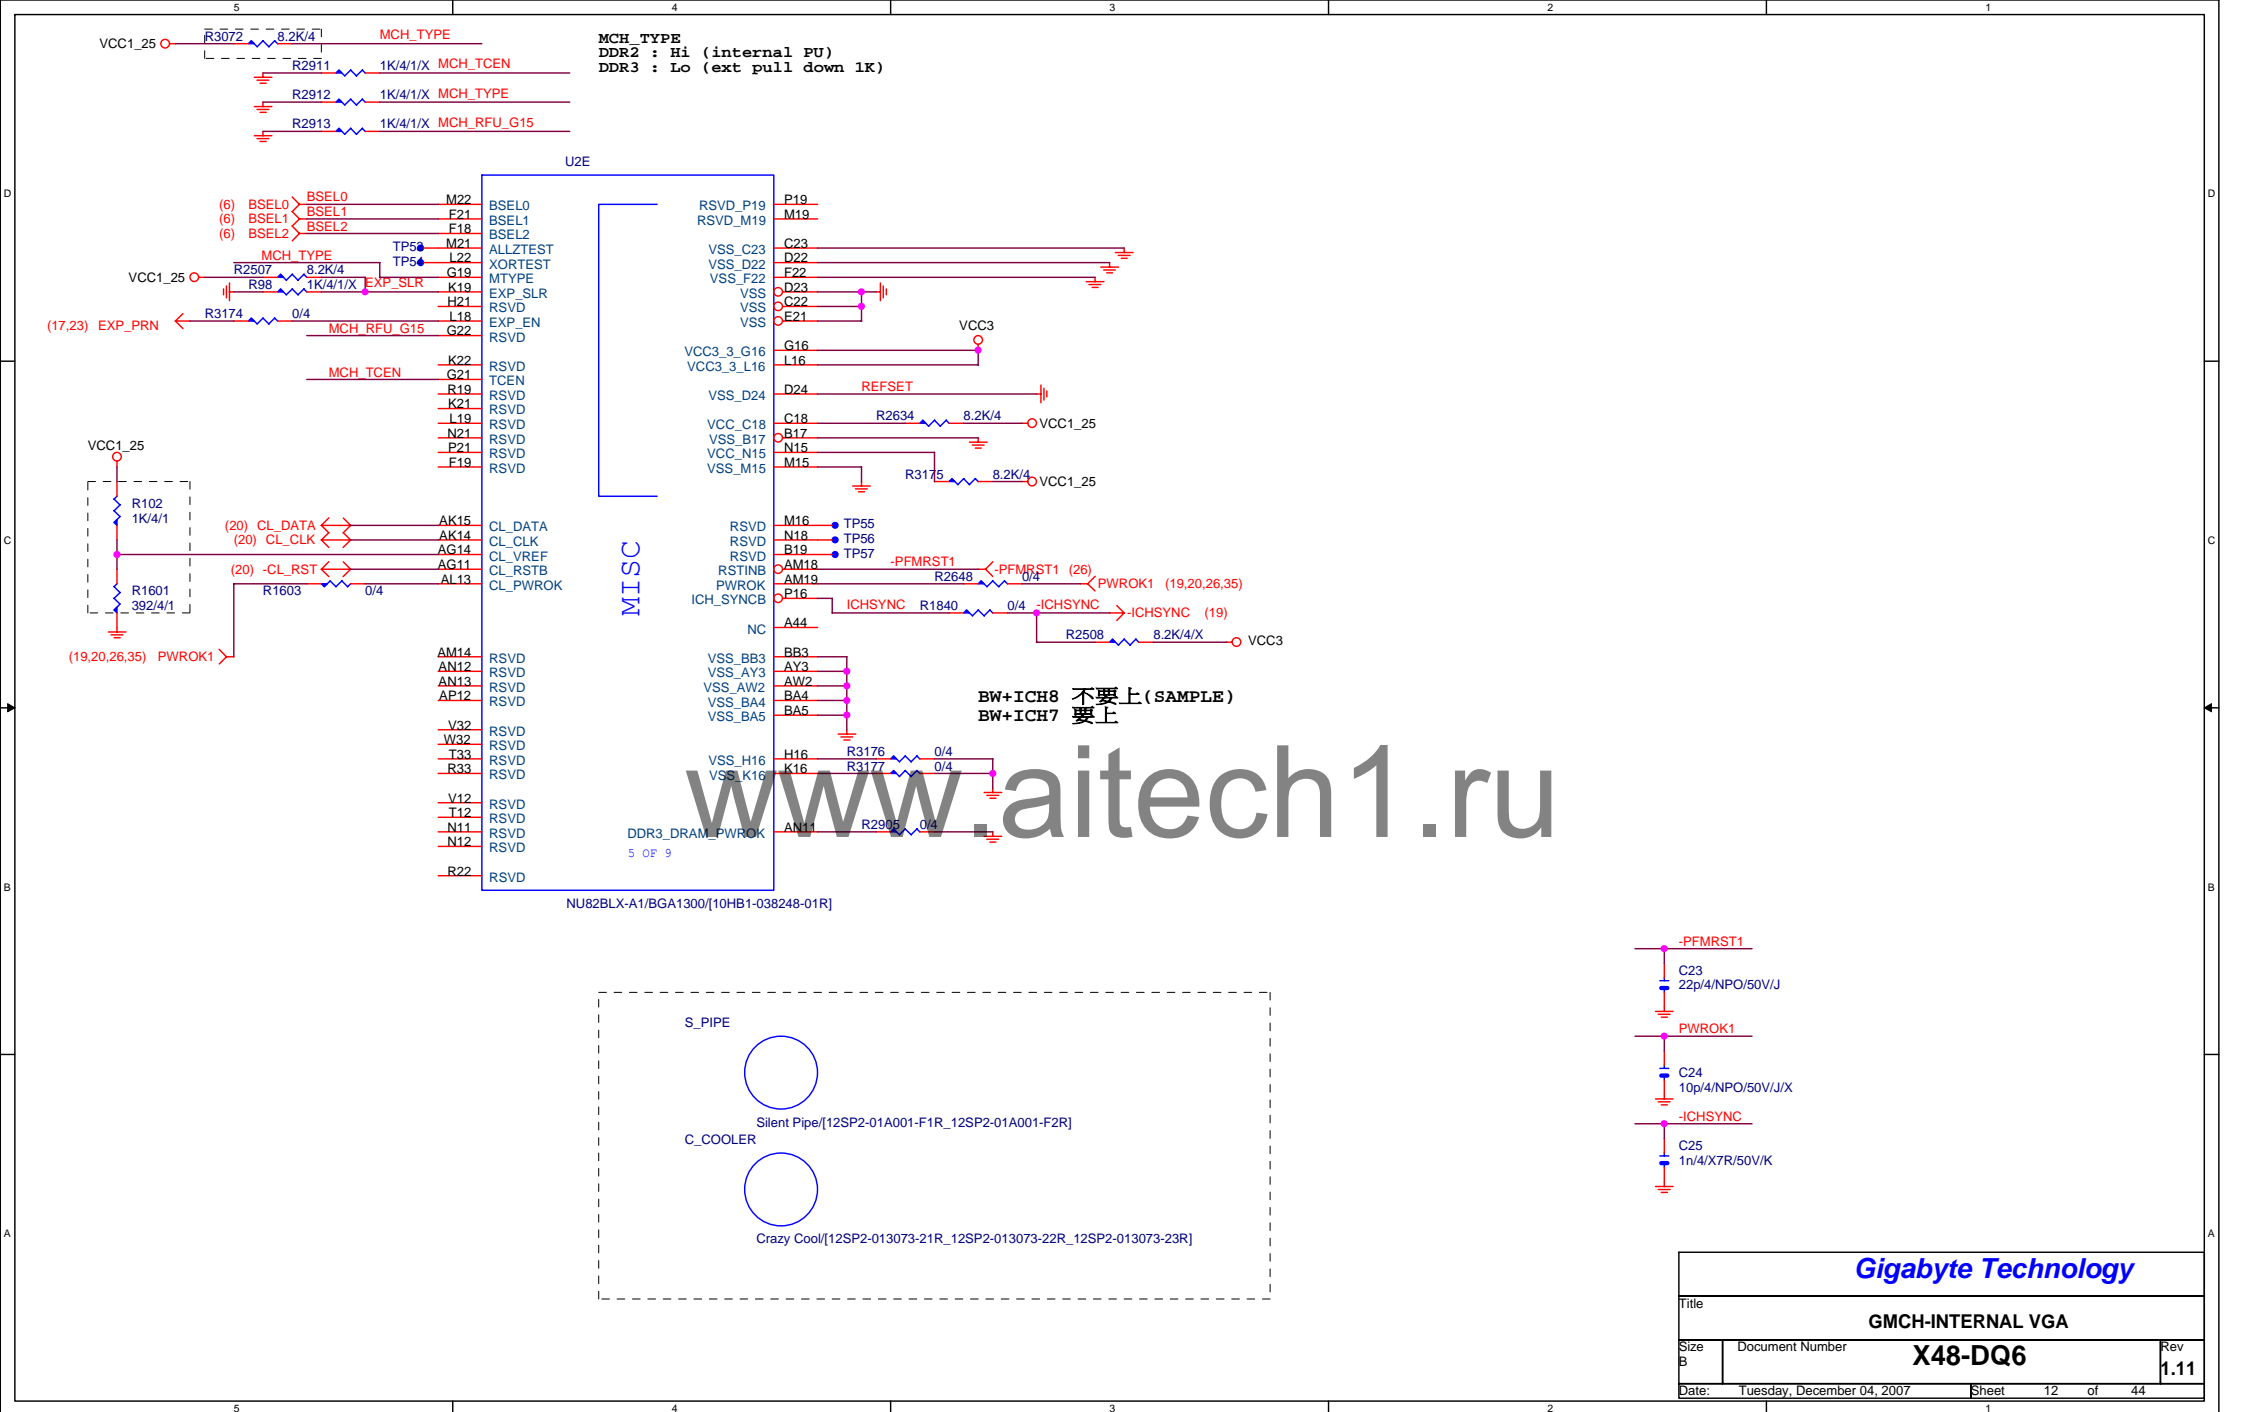 5 4 3 2 1
VCC1_25 R3072 8.2K/4 MCH_TYPE
R2911 1K/4/1/X MCH_TCEN
R2912 1K/4/1/X MCH_TYPE
R2913 1K/4/1/X MCH_RFU_G15
MCH_TYPE
DDR2 : Hi (internal PU)
DDR3 : Lo (ext pull down 1K)
U2E
D D
(6) BSEL0 BSEL0 M22 BSEL0
(6) BSEL1 BSEL1 F21 BSEL1
(6) BSEL2 BSEL2 F18 BSEL2
M21 ALLZTEST
L22 XORTEST
MCH_TYPE G19 MTYPE
VCC1_25 R2507 8.2K/4
R98 1K/4/1/X EXP_SLR K19 EXP_SLR
H21 RSVD
(17,23) EXP_PRN R3174 0/4 L18 EXP_EN
MCH_RFU_G15 G22 RSVD
K22 RSVD
MCH_TCEN G21 TCEN
R19 RSVD
K21 RSVD
L19 RSVD
N21 RSVD
P21 RSVD
F19 RSVD
VCC1_25
R102
1K/4/1
R1601
392/4/1
C C
(20) CL_DATA AK15 CL_DATA
(20) CL_CLK AK14 CL_CLK
AG14 CL_VREF
(20) -CL_RST AG11 CL_RSTB
R1603 0/4 AL13 CL_PWROK
(19,20,26,35) PWROK1
AM14 RSVD
AN12 RSVD
AN13 RSVD
AP12 RSVD
V32 RSVD
W32 RSVD
T33 RSVD
R33 RSVD
V12 RSVD
T12 RSVD
N11 RSVD
N12 RSVD
R22 RSVD
MISC
RSVD_P19 P19
RSVD_M19 M19
VSS_C23 C23
VSS_D22 D22
VSS_F22 F22
VSS D23
VSS C22
VSS E21
VCC3
VCC3_3_G16 G16
VCC3_3_L16 L16
VSS_D24 D24 REFSET
VCC_C18 C18 R2634 8.2K/4 VCC1_25
VSS_B17 B17
VCC_N15 N15
VSS_M15 M15 R3175 8.2K/4 VCC1_25
RSVD M16 TP55
RSVD N18 TP56
RSVD B19 TP57
RSTINB AM18 -PFMRST1 -PFMRST1 (26)
PWROK AM19 R2648 0/4 PWROK1 (19,20,26,35)
ICH_SYNCB P16 ICHSYNC R1840 0/4 -ICHSYNC -ICHSYNC (19)
R2508 8.2K/4/X VCC3
NC A44
VSS_BB3 BB3
VSS_AY3 AY3
VSS_AW2 AW2
VSS_BA4 BA4
VSS_BA5 BA5
BW+ICH8 不要上(SAMPLE)
BW+ICH7 要上
VSS_H16 H16 R3176 0/4
VSS_K16 K16 R3177 0/4
DDR3_DRAM_PWROK AN11 R2905 0/4
5 OF 9
www.aitech1.ru
B B
NU82BLX-A1/BGA1300/[10HB1-038248-01R]
-PFMRST1
C23
22p/4/NPO/50V/J
PWROK1
C24
10p/4/NPO/50V/J/X
-ICHSYNC
C25
1n/4/X7R/50V/K
S_PIPE
Silent Pipe/[12SP2-01A001-F1R_12SP2-01A001-F2R]
C_COOLER
Crazy Cool/[12SP2-013073-21R_12SP2-013073-22R_12SP2-013073-23R]
A A
Gigabyte Technology
Title
GMCH-INTERNAL VGA
Size Document Number Rev
B X48-DQ6 1.11
Date: Tuesday, December 04, 2007 Sheet 12 of 44
5 4 3 2 1